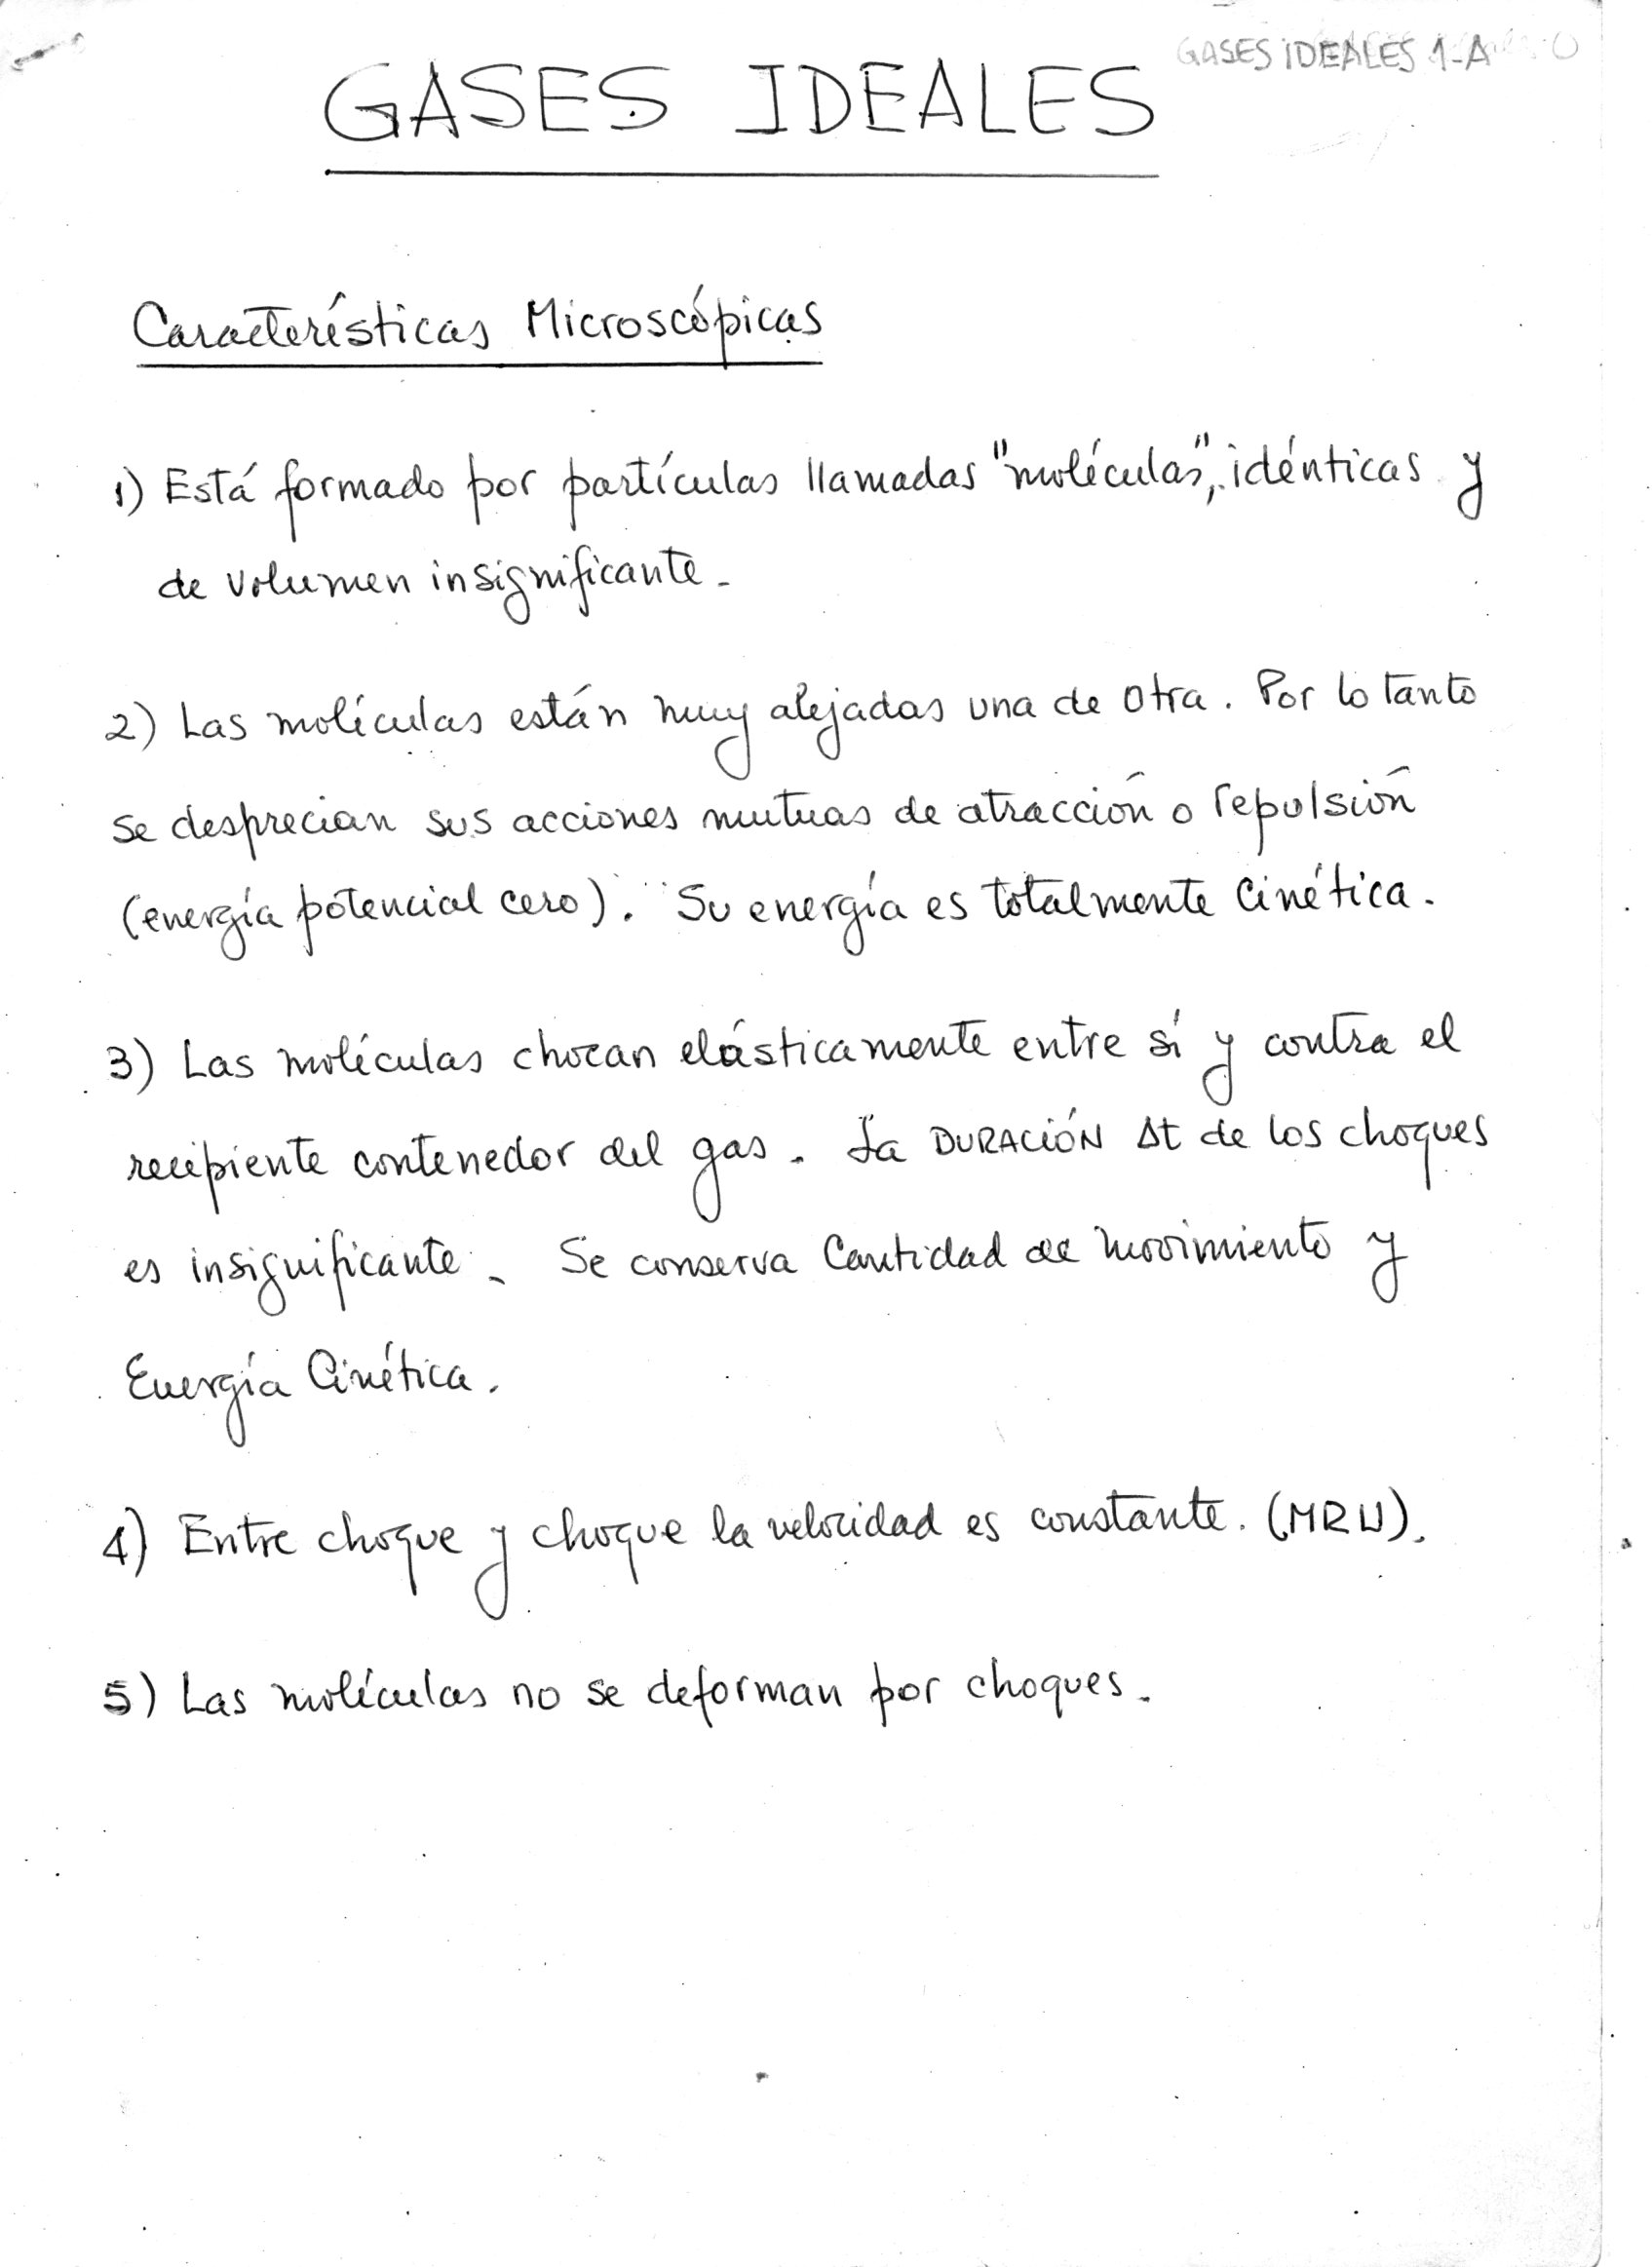 GASES IDEALES 1-A
GASES IDEALES
Características Microscópicas
1) Está formado por partículas llamadas "moléculas", idénticas y
de volumen insignificante.
2) Las moléculas están muy alejadas una de otra. Por lo tanto
se desprecian sus acciones mutuas de atracción o repulsión
(energía potencial cero). Su energía es totalmente Cinética.
3) Las moléculas chocan elásticamente entre sí y contra el
recipiente contenedor del gas. La DURACIÓN Δt de los choques
es insignificante. Se conserva Cantidad de movimiento y
Energía Cinética.
4) Entre choque y choque la velocidad es constante. (MRU).
5) Las moléculas no se deforman por choques.